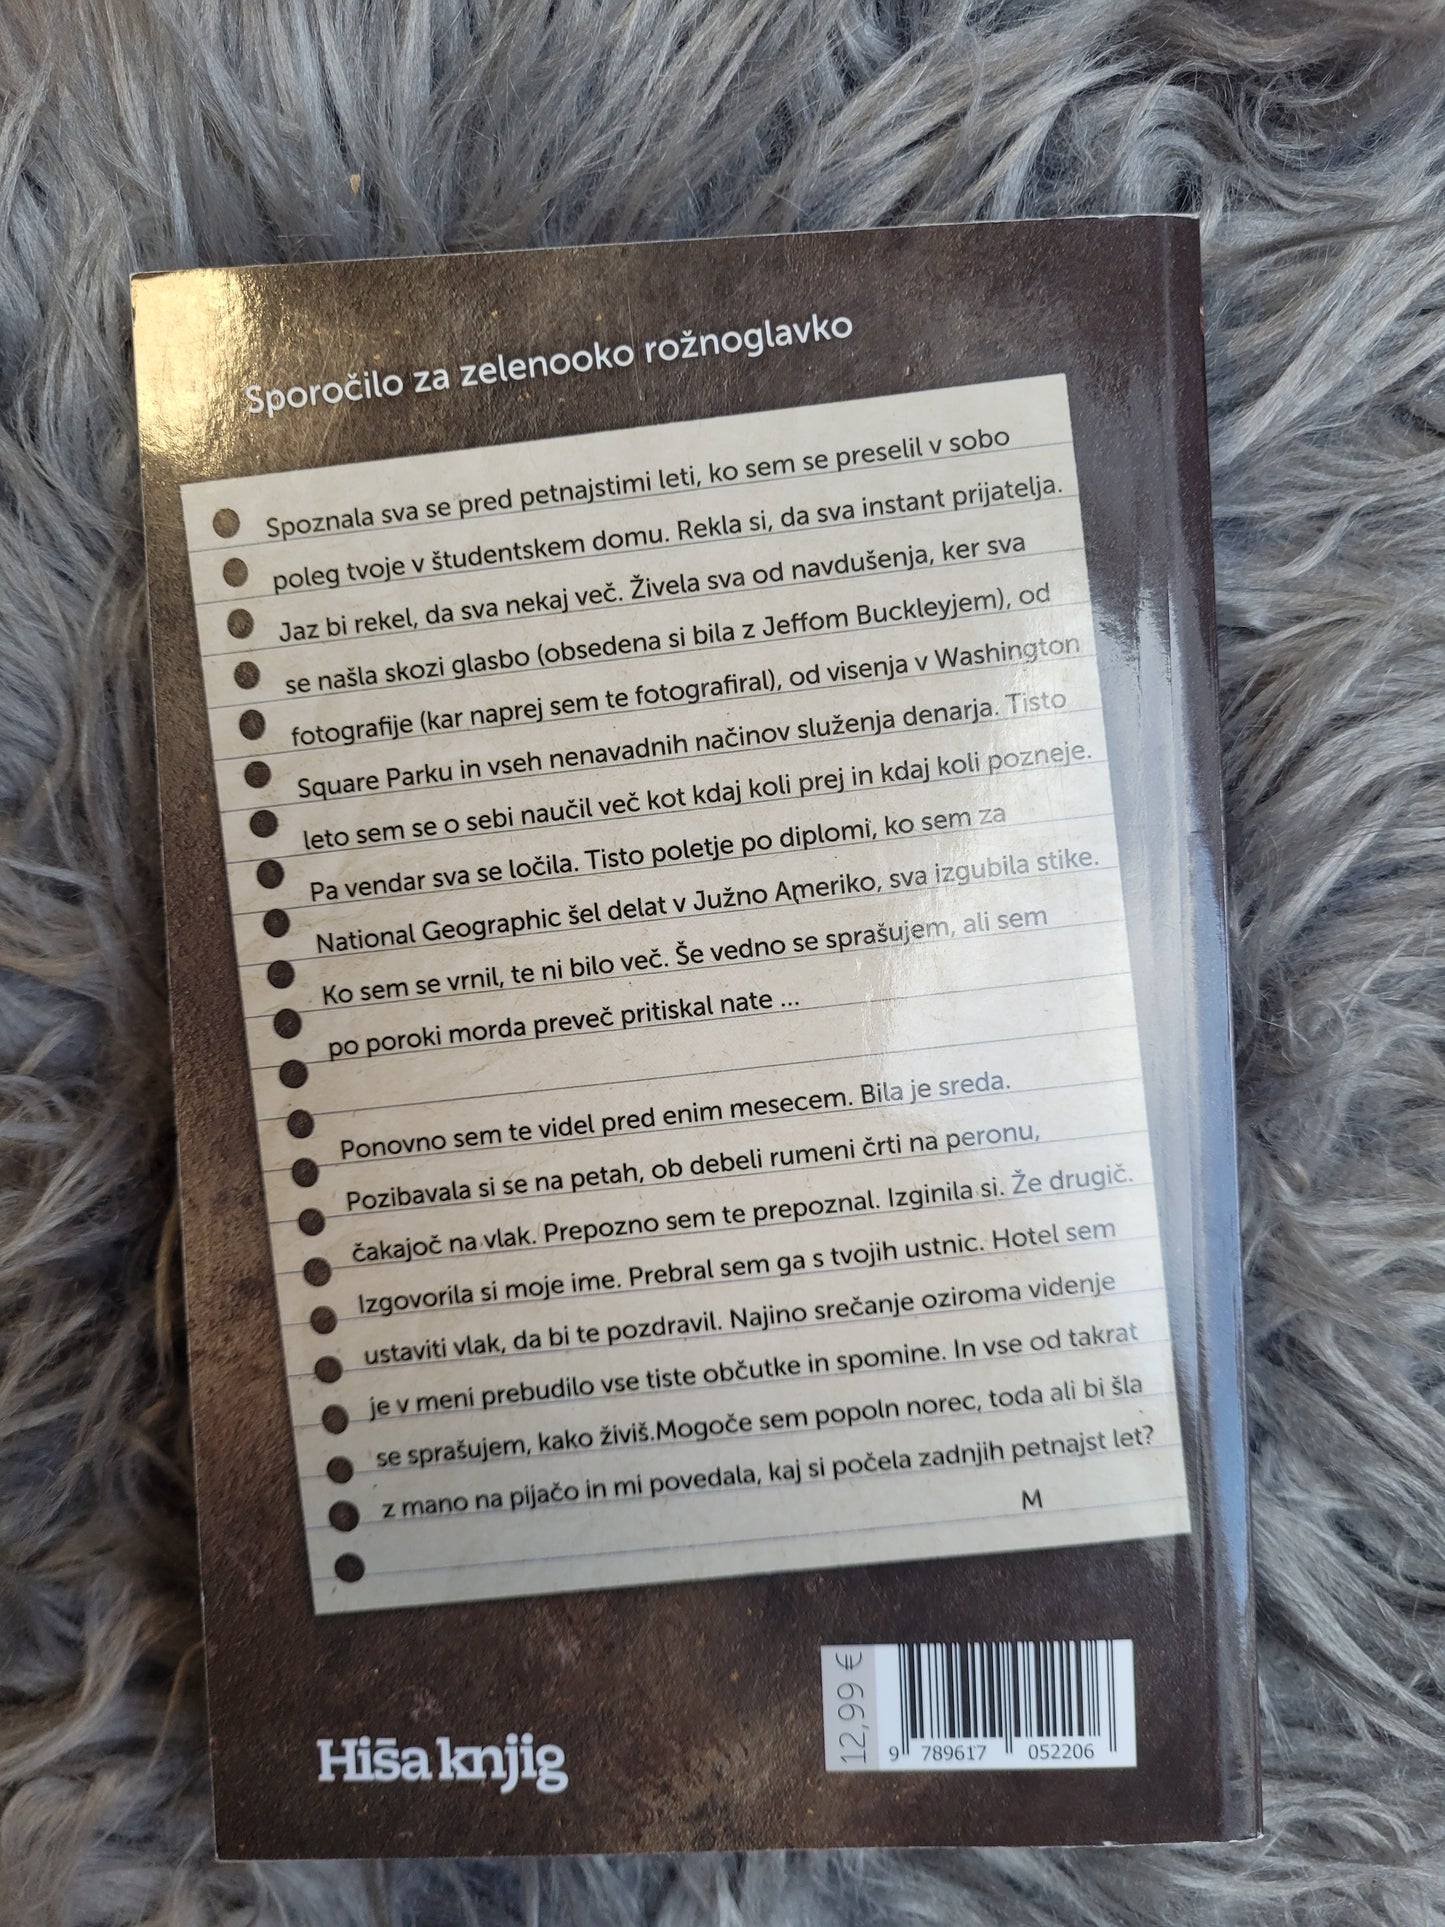 Sporočilo za zelenooko rožnoglavko
Spoznala sva se pred petnajstimi leti, ko sem se preselil v sobo
poleg tvoje v študentskem domu. Rekla si, da sva instant prijatelja.
Jaz bi rekel, da sva nekaj več. Živela sva od navdušenja, ker sva
se našla skozi glasbo (obsedena si bila z Jeffom Buckleyjem), od
fotografije (kar naprej sem te fotografiral), od visenja v Washington
Square Parku in vseh nenavadnih načinov služenja denarja. Tisto
leto sem se o sebi naučil več kot kdaj koli prej in kdaj koli pozneje.
Pa vendar sva se ločila. Tisto poletje po diplomi, ko sem za
National Geographic šel delat v Južno Ameriko, sva izgubila stike.
Ko sem se vrnil, te ni bilo več. Še vedno se sprašujem, ali sem
po poroki morda preveč pritiskal nate ...
Ponovno sem te videl pred enim mesecem. Bila je sreda.
Pozibavala si se na petah, ob debeli rumeni črti na peronu,
čakajoč na vlak. Prepozno sem te prepoznal. Izginila si. Že drugič.
Izgovorila si moje ime. Prebral sem ga s tvojih ustnic. Hotel sem
ustaviti vlak, da bi te pozdravil. Najino srečanje oziroma videnje
je v meni prebudilo vse tiste občutke in spomine. In vse od takrat
se sprašujem, kako živiš.Mogoče sem popoln norec, toda ali bi šla
z mano na pijačo in mi povedala, kaj si počela zadnjih petnajst let?
M
Hiša knjig
12,99 €
9 789617 052206